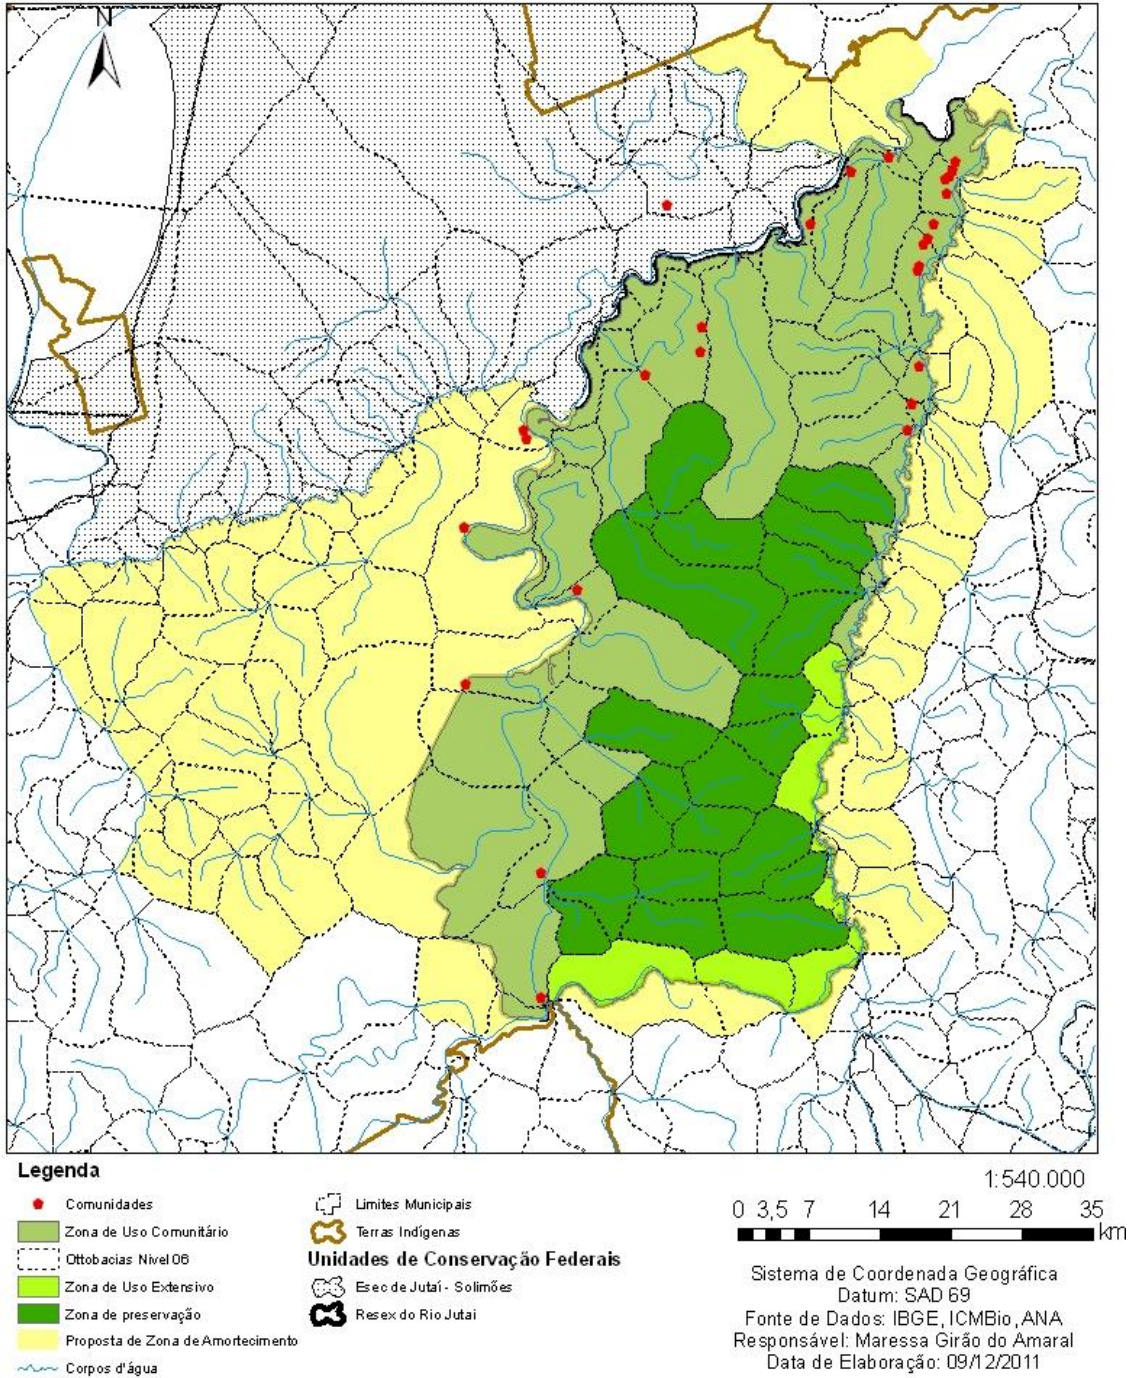 N
Legenda
Comunidades
Zona de Uso Comunitário
Ottobacias Nivel 06
Zona de Uso Extensivo
Zona de preservação
Proposta de Zona de Amortecimento
Corpos d'água
Limites Municipais
Terras Indígenas
Unidades de Conservação Federais
Esec de Jutaí - Solimões
Resex do Rio Jutaí
1:540.000
0 3,5 7 14 21 28 35
km
Sistema de Coordenada Geográfica
Datum: SAD 69
Fonte de Dados: IBGE, ICMBio, ANA
Responsável: Maressa Girão do Amaral
Data de Elaboração: 09/12/2011